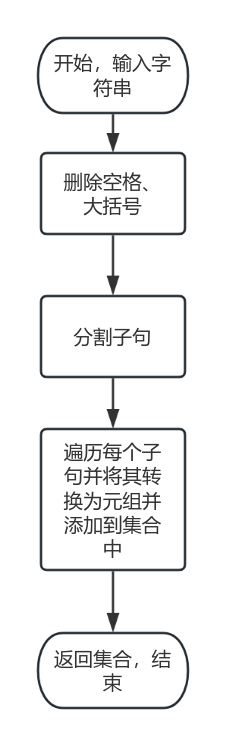 开始，输入字
符串
删除空格、
大括号
分割子句
遍历每个子
句并将其转
换为元组并
添加到集合
中
返回集合，结
束